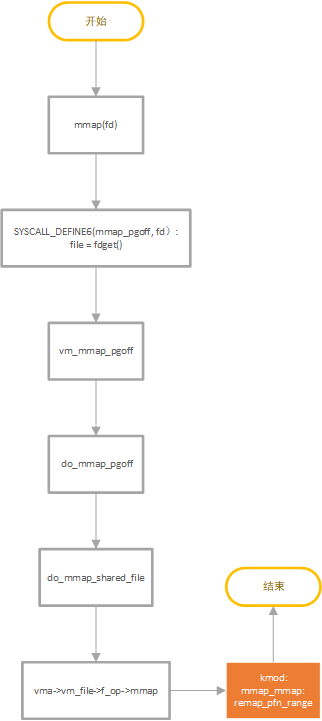 开始
mmap(fd)
SYSCALL_DEFINE6(mmap_pgoff, fd）:
file = fdget()
vm_mmap_pgoff
do_mmap_pgoff
do_mmap_shared_file
vma->vm_file->f_op->mmap
kmod:
mmap_mmap:
remap_pfn_range
结束